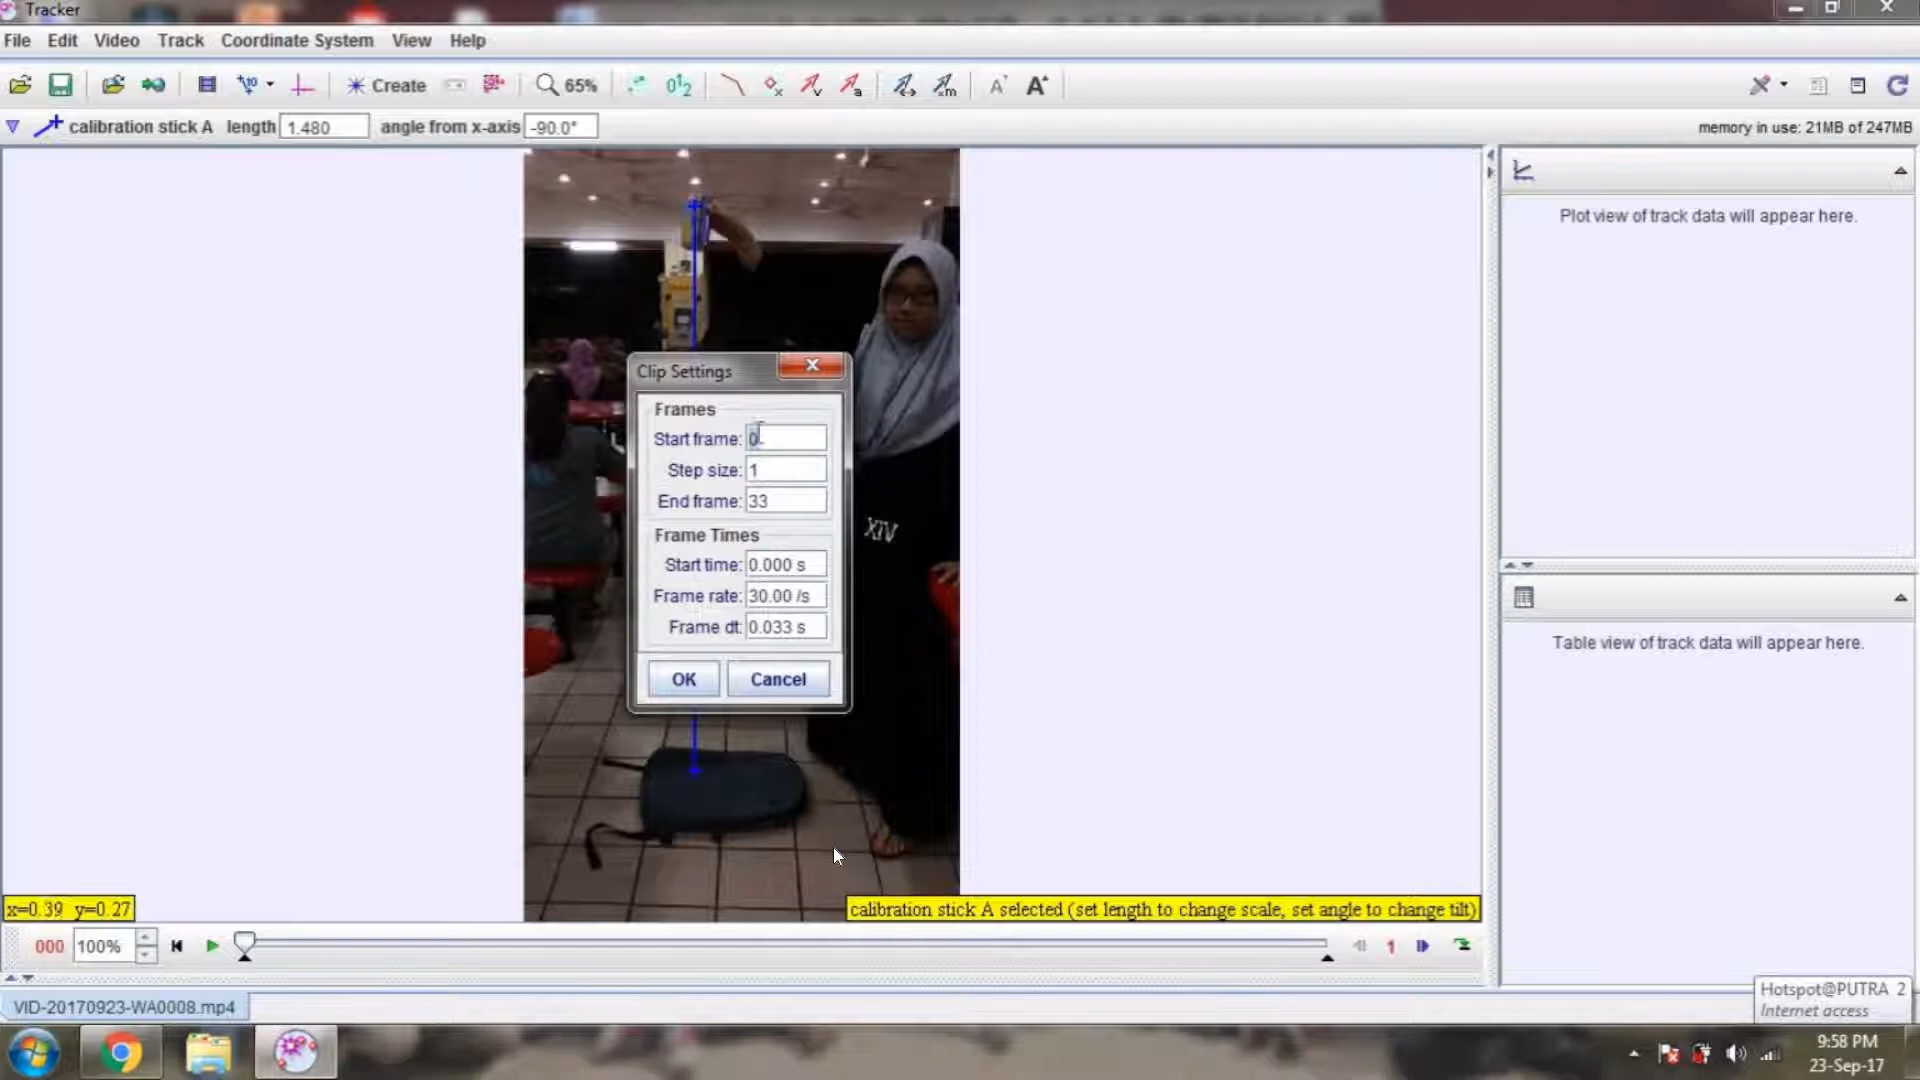 Tracker
File Edit Video Track Coordinate System View Help
Create 65%
calibration stick A length 1.480 angle from x-axis -90.0° memory in use: 21MB of 247MB
Plot view of track data will appear here.
Clip Settings
Frames
Start frame: 0
Step size: 1
End frame: 33
XIV
Frame Times
Start time: 0.000 s
Frame rate: 30.00 /s
Frame dt: 0.033 s
OK Cancel
Table view of track data will appear here.
x=0.39 y=0.27
calibration stick A selected (set length to change scale, set angle to change tilt)
000 100% 1
VID-20170923-WA0008.mp4
Hotspot@PUTRA 2
Internet access
9:58 PM
23-Sep-17